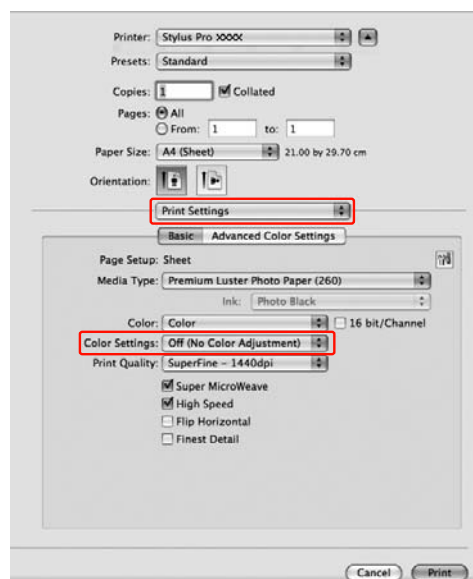 Printer: Stylus Pro XXXX
Presets: Standard
Copies: 1 Collated
Pages: All
From: 1 to: 1
Paper Size: A4 (Sheet) 21.00 by 29.70 cm
Orientation:
Print Settings
Basic Advanced Color Settings
Page Setup: Sheet
Media Type: Premium Luster Photo Paper (260)
Ink: Photo Black
Color: Color 16 bit/Channel
Color Settings: Off (No Color Adjustment)
Print Quality: SuperFine - 1440dpi
Super MicroWeave
High Speed
Flip Horizontal
Finest Detail
Cancel Print